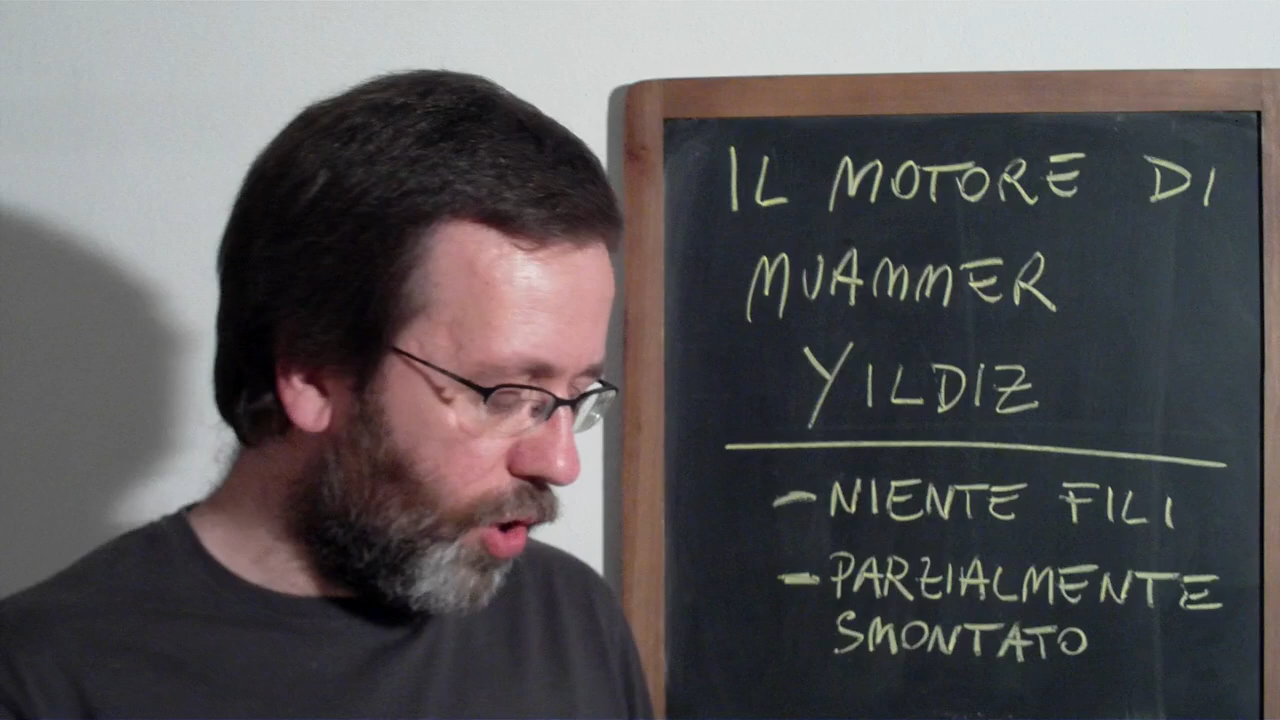 IL MOTORE DI
MUAMMER
YILDIZ
- NIENTE FILI
- PARZIALMENTE
SMONTATO